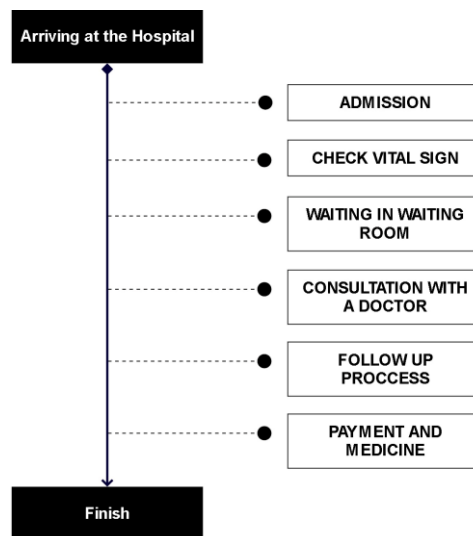 Arriving at the Hospital
ADMISSION
CHECK VITAL SIGN
WAITING IN WAITING
ROOM
CONSULTATION WITH
A DOCTOR
FOLLOW UP
PROCCESS
PAYMENT AND
MEDICINE
Finish